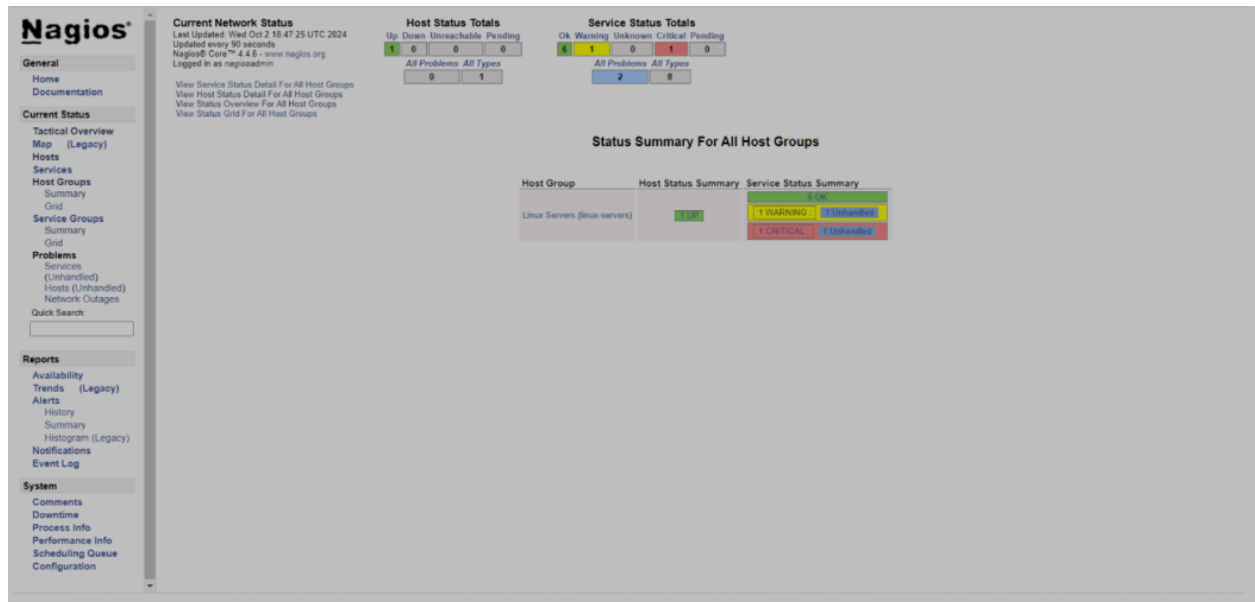 Nagios®
General
Home
Documentation
Current Status
Tactical Overview
Map (Legacy)
Hosts
Services
Host Groups
Summary
Grid
Service Groups
Summary
Grid
Problems
Services
(Unhandled)
Hosts (Unhandled)
Network Outages
Quick Search:
Reports
Availability
Trends (Legacy)
Alerts
History
Summary
Histogram (Legacy)
Notifications
Event Log
System
Comments
Downtime
Process Info
Performance Info
Scheduling Queue
Configuration
Current Network Status
Last Updated: Wed Oct 2 18:47:25 UTC 2024
Updated every 90 seconds
Nagios® Core™ 4.4.6 - www.nagios.org
Logged in as nagiosadmin
View Service Status Detail For All Host Groups
View Host Status Detail For All Host Groups
View Status Overview For All Host Groups
View Status Grid For All Host Groups
Host Status Totals
Up Down Unreachable Pending
1 0 0 0
All Problems All Types
0 1
Service Status Totals
Ok Warning Unknown Critical Pending
6 1 0 1 0
All Problems All Types
2 8
Status Summary For All Host Groups
Host Group Host Status Summary Service Status Summary
6 OK
Linux Servers (linux-servers) 1 UP 1 WARNING : 1 Unhandled
1 CRITICAL : 1 Unhandled